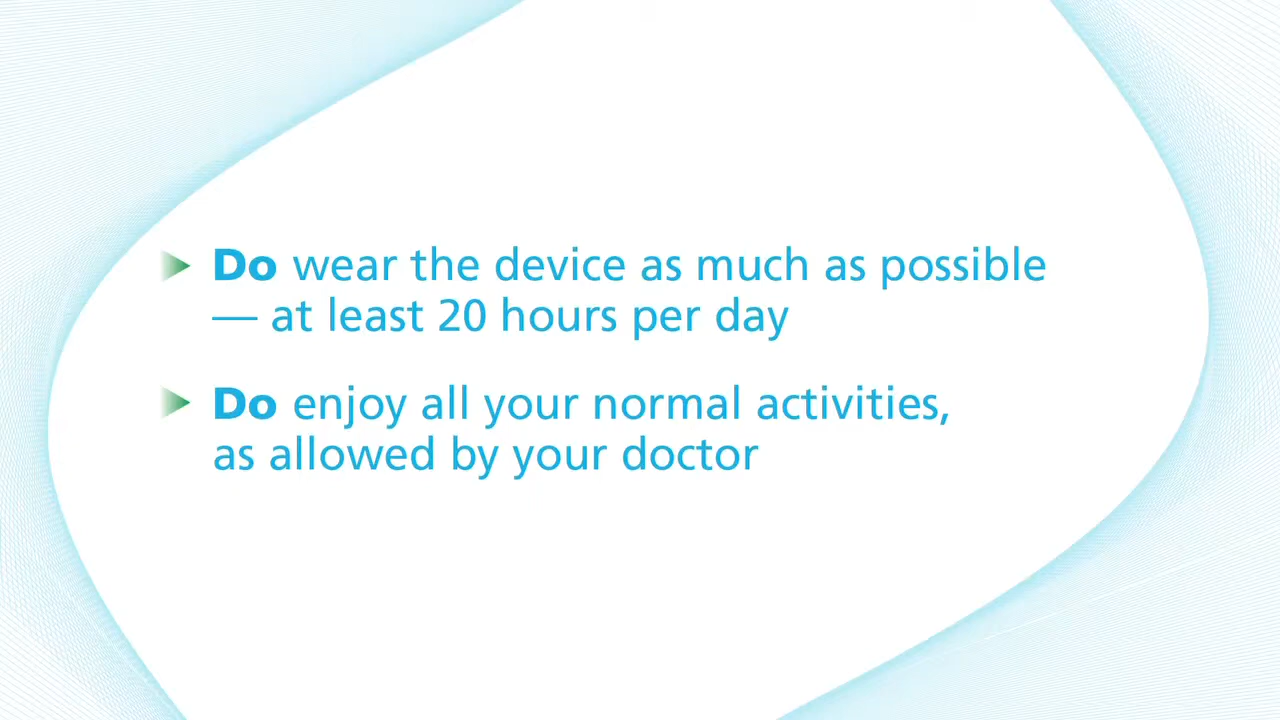 Do wear the device as much as possible
— at least 20 hours per day
Do enjoy all your normal activities,
as allowed by your doctor